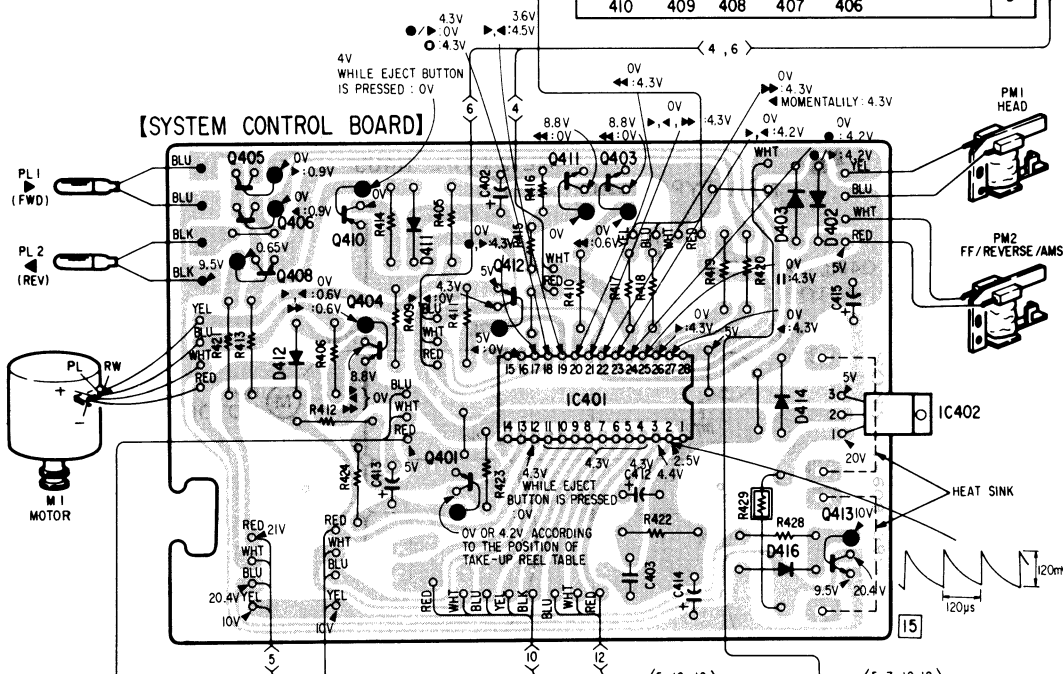 410 409 408 407 406
4.3V
●/▶:0V
○:4.3V
3.6V
▶,◀:4.5V
4 ,6
4V
WHILE EJECT BUTTON
IS PRESSED : 0V
6
4
0V
◀◀:4.3V
0V
▶▶:4.3V
◀ MOMENTALILY: 4.3V
【SYSTEM CONTROL BOARD】
8.8V
◀◀:0V
8.8V
◀◀:0V
0V
▶,◀,▶▶:4.3V
0V
▶,◀:4.2V
●
0V
:4.2V
●/▶:4.2V
PM1
HEAD
PL1
▶
(FWD)
BLU
BLU
Q405
0V
▶:0.9V
0V
◀:0.9V
Q406
Q410
0V
R414
D411
R405
C402
R416
Q411
Q403
WHT
YEL
BLU
WHT
RED
D403
D402
PL 2
◀
(REV)
BLK
BLK
0.65V
9.5V
Q408
▶,◀:0.6V
▶▶:0.6V
Q404
●:4.3V
R415
Q412
5V
4.3V
0V
◀◀:0.6V
WHT
RED
YEL
BLU
WHT
RED
R410
R417
R418
R419
R420
II:4.3V
5V
C415
PM2
FF/REVERSE/AMS
YEL
BLU
WHT
RED
R421
R413
D412
R406
R409
R411
RED
5V
◀:0V
0V
▶:4.3V
5V
0V
◀:4.3V
15 16 17 18 19 20 21 22 23 24 25 26 27 28
IC401
14 13 12 11 10 9 8 7 6 5 4 3 2 1
PL
RW
+
−
M1
MOTOR
8.8V
▶▶:0V
R412
BLU
WHT
RED
5V
R424
C413
Q401
R423
4.3V
4.3V
4.3V
4.4V
2.5V
C412
WHILE EJECT
BUTTON IS PRESSED
:0V
0V OR 4.2V ACCORDING
TO THE POSITION OF
TAKE-UP REEL TABLE
D414
5V
3
2
1
IC402
20V
HEAT SINK
R429
R428
D416
Q413
10V
9.5V
20.4V
R422
C403
C414
RED
21V
WHT
BLU
YEL
20.4V
10V
RED
WHT
BLU
YEL
10V
RED WHT BLU YEL BLK BLU WHT RED
120m
120µs
15
5
10
12